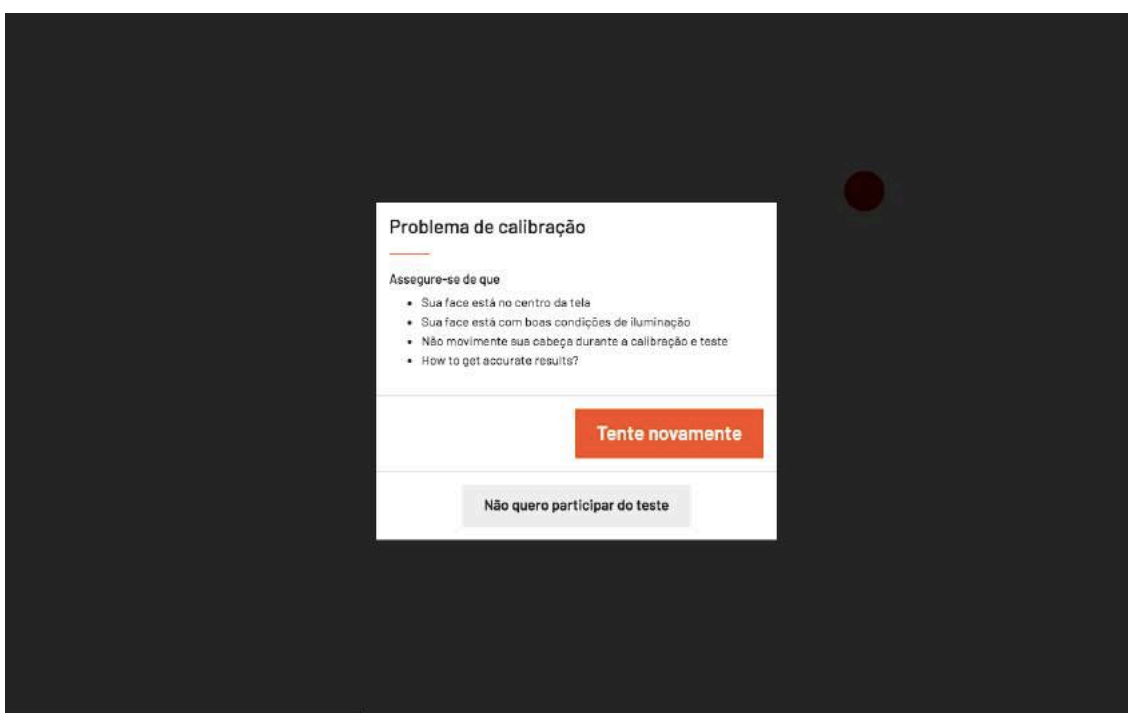 Problema de calibração
Assegure-se de que
Sua face está no centro da tela
Sua face está com boas condições de iluminação
Não movimente sua cabeça durante a calibração e teste
How to get accurate results?
Tente novamente
Não quero participar do teste